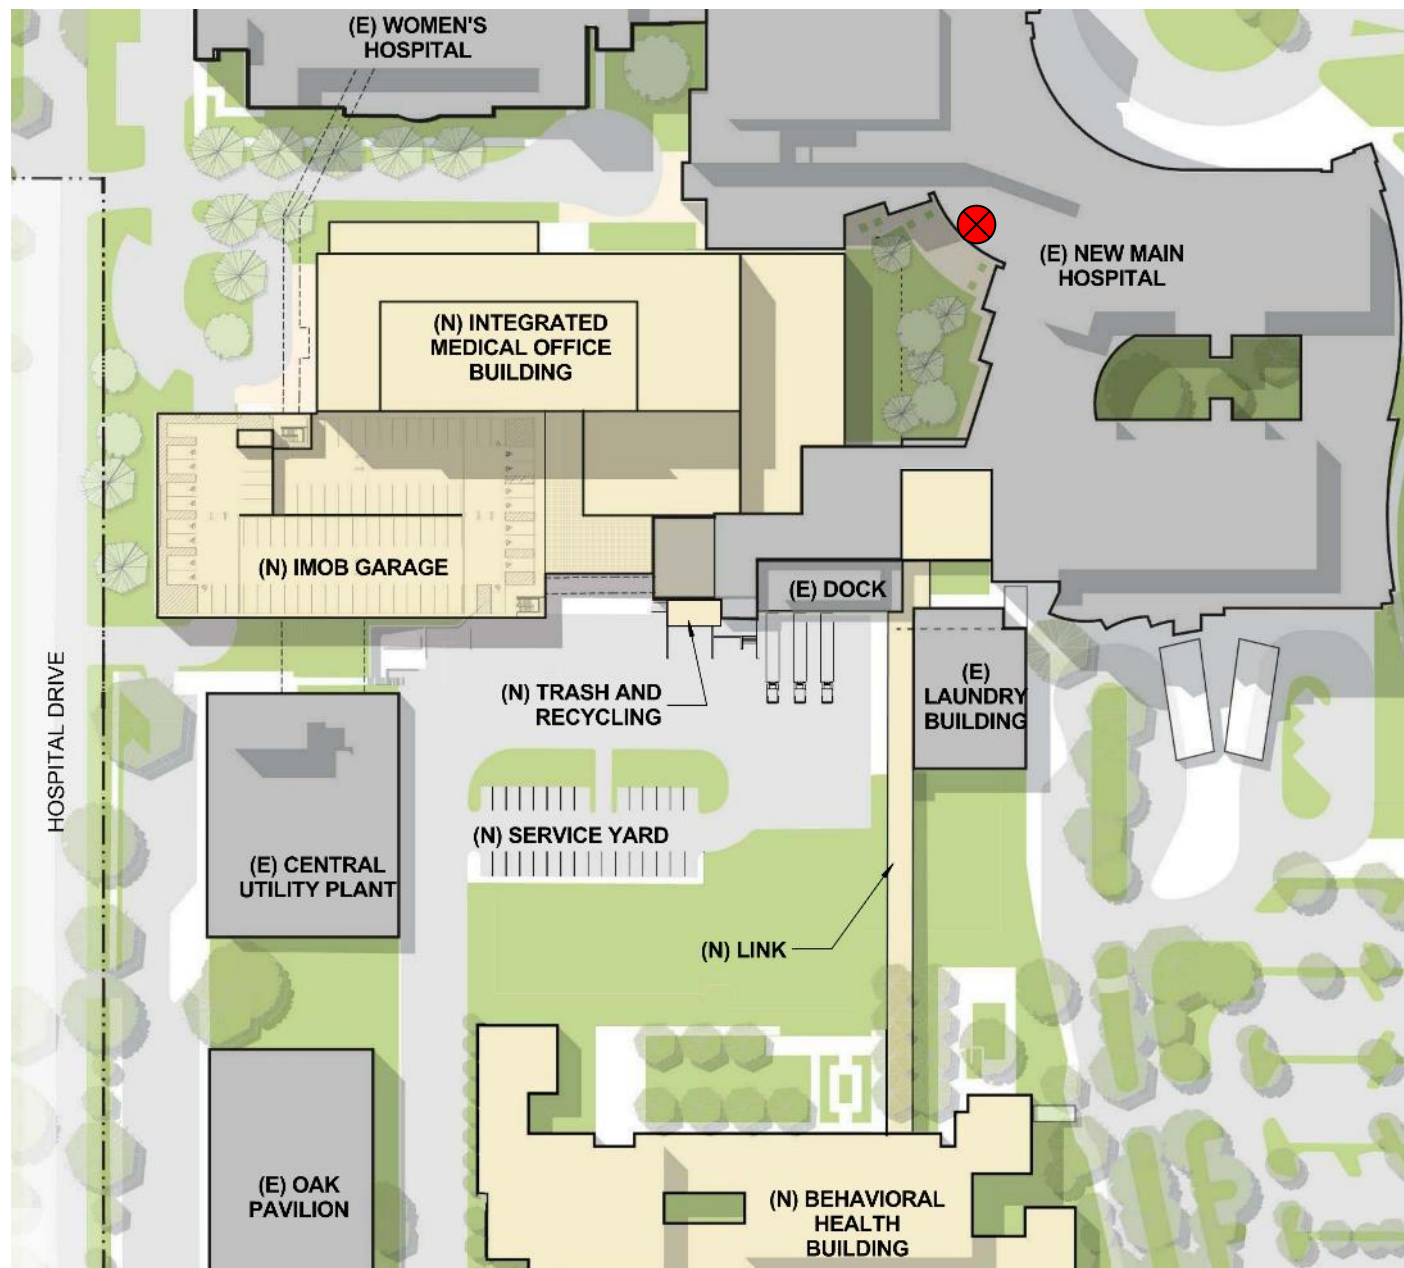 (E) WOMEN'S
HOSPITAL
(E) NEW MAIN
HOSPITAL
(N) INTEGRATED
MEDICAL OFFICE
BUILDING
(N) IMOB GARAGE
(E) DOCK
HOSPITAL DRIVE
(N) TRASH AND
RECYCLING
(E)
LAUNDRY
BUILDING
(N) SERVICE YARD
(E) CENTRAL
UTILITY PLANT
(N) LINK
(E) OAK
PAVILION
(N) BEHAVIORAL
HEALTH
BUILDING